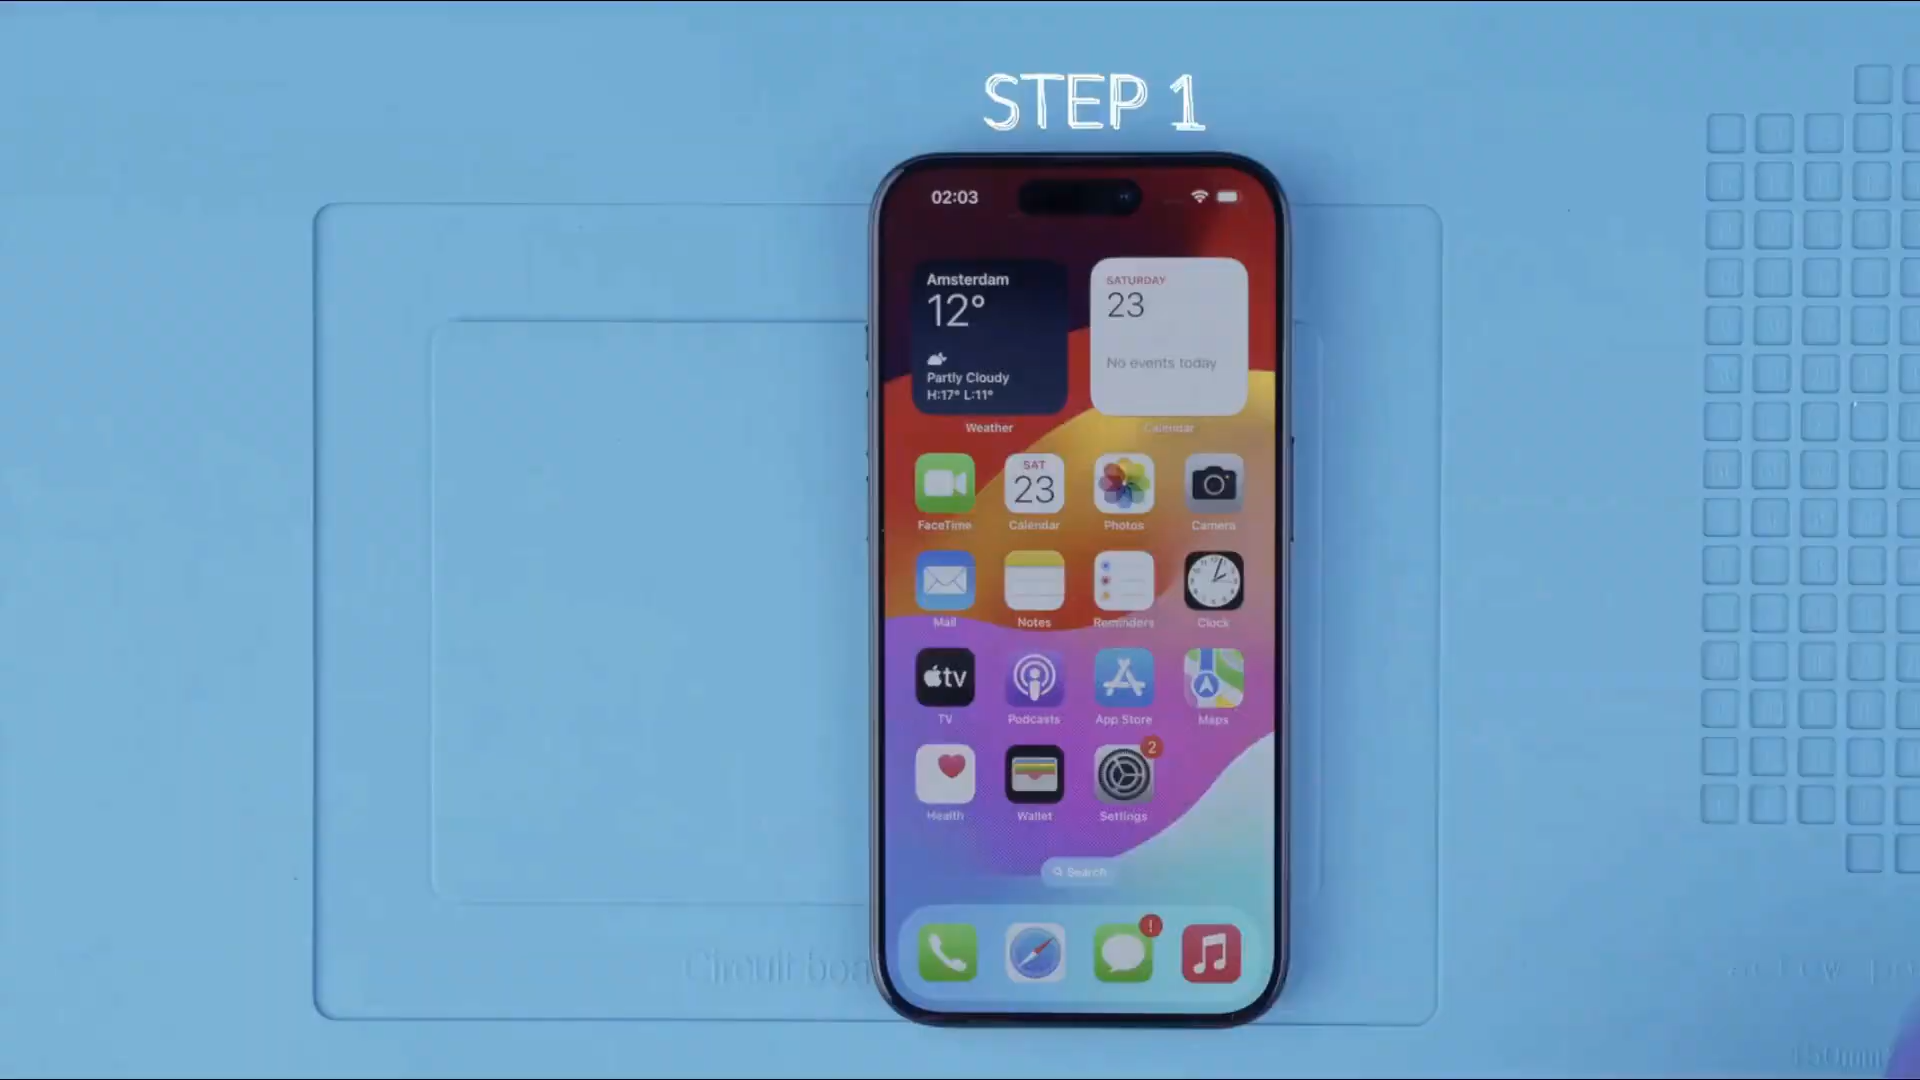 STEP 1
02:03
Amsterdam
12°
Partly Cloudy
H:17° L:11°
Weather
SATURDAY
23
No events today
Calendar
FaceTime
SAT
23
Calendar
Photos
Camera
Mail
Notes
Reminders
Clock
tv
TV
Podcasts
App Store
Maps
Health
Wallet
2
Settings
Search
!
Circuit boa